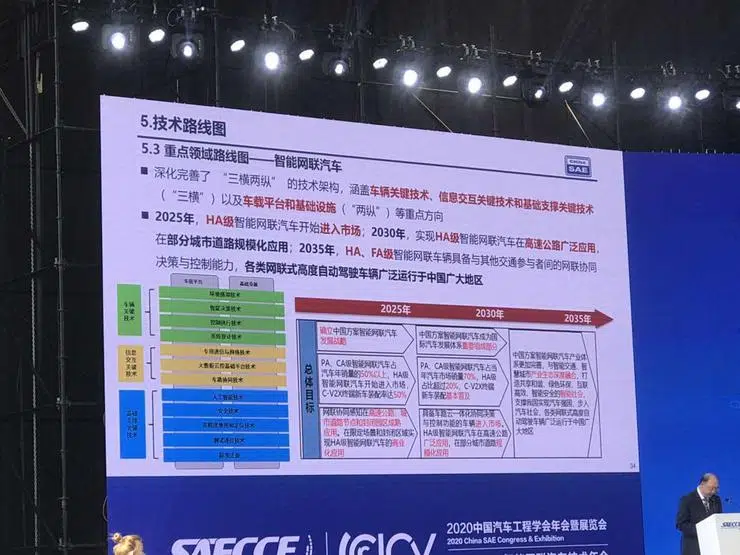 5.技术路线图
5.3 重点领域路线图——智能网联汽车
CHINA
SAE
■ 深化完善了“三横两纵”的技术架构，涵盖车辆关键技术、信息交互关键技术和基础支撑关键技术
（“三横”）以及车载平台和基础设施（“两纵”）等重点方向
■ 2025年，HA级智能网联汽车开始进入市场；2030年，实现HA级智能网联汽车在高速公路广泛应用，
在部分城市道路规模化应用；2035年，HA、FA级智能网联车辆具备与其他交通参与者间的网联协同
决策与控制能力，各类网联式高度自动驾驶车辆广泛运行于中国广大地区
车载平台
基础设施
车辆
关键
技术
环境感知技术
智能决策技术
控制执行技术
系统设计技术
信息
交互
关键
技术
专用通信与网络技术
大数据云控基础平台技术
车路协同技术
基础
支撑
关键
技术
人工智能技术
安全技术
测试评价技术
标准法规
2025年
2030年
2035年
总体目标
确立中国方案智能网联汽车
发展战略
中国方案智能网联汽车成为国
际汽车发展体系重要组成部分
PA、CA级智能网联汽车占
汽车年销量的50%以上，HA级
智能网联汽车开始进入市场，
C-V2X终端新车装配率达50%
PA、CA级智能网联汽车占当
年汽车市场销量70%，HA级
占比超过20%，C-V2X终端
新车装配基本普及
网联协同感知在高速公路、城
市道路节点和封闭园区成熟
应用。在限定场景和封闭区域实
现HA级智能网联汽车的商业
化应用
具备车路云一体化协同决策
与控制功能的车辆进入市场。
HA级智能网联汽车在高速公路
广泛应用，在部分城市道路规
模化应用
中国方案智能网联汽车产业体
系更加完善，与智能交通、智
慧城市产业生态深度融合，打
造共享和谐、绿色环保、互联
高效、智能安全的智能社会，
支撑我国实现汽车强国、步入
汽车社会，各类网联式高度自
动驾驶车辆广泛运行于中国广
大地区
34
SAECCE
ICICV
2020中国汽车工程学会年会暨展览会
2020 China SAE Congress & Exhibition